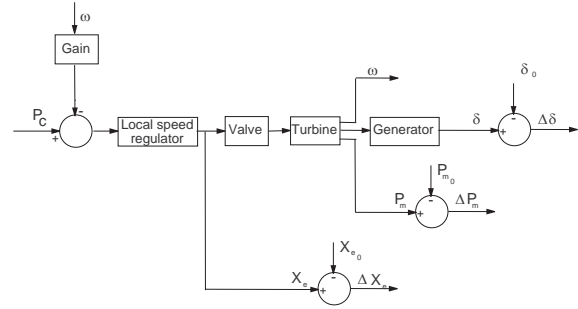 ω
Gain
-
P_C
+
Local speed
regulator
Valve
Turbine
ω
Generator
δ
δ_0
-
+
Δδ
P_m0
-
P_m
+
ΔP_m
X_e0
-
X_e
+
ΔX_e